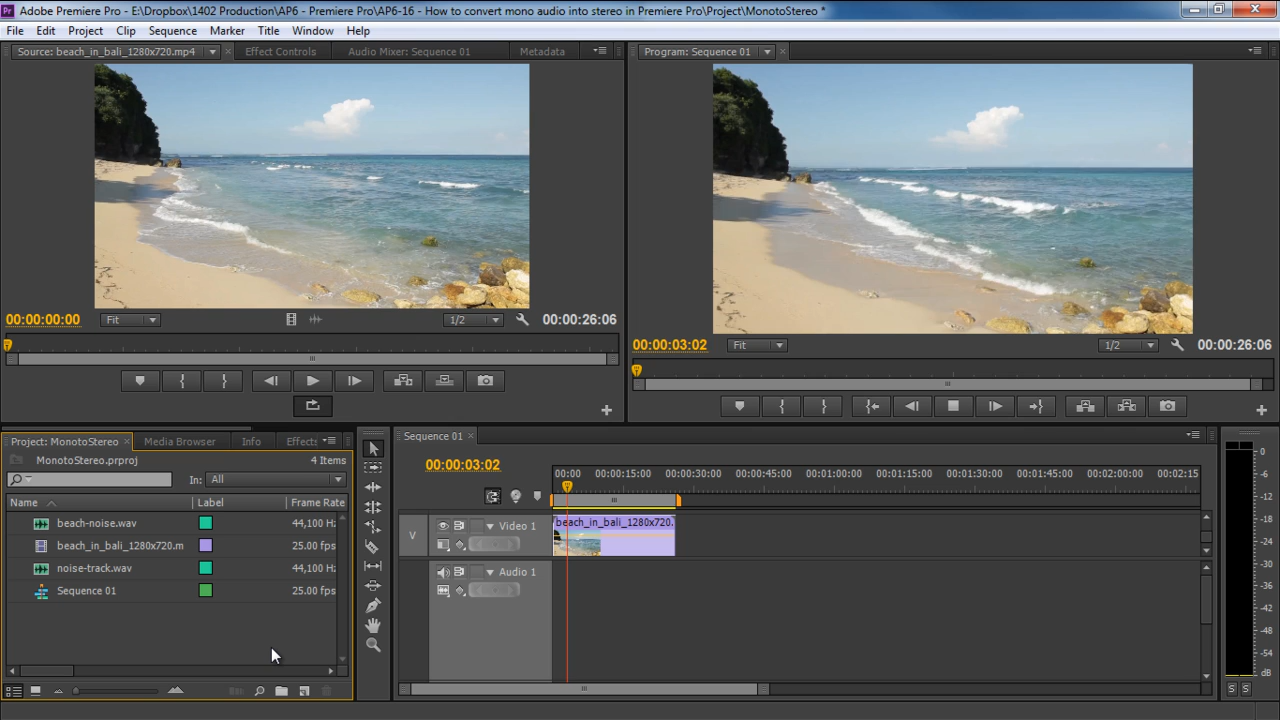 Adobe Premiere Pro - E:\Dropbox\1402 Production\AP6 - Premiere Pro\AP6-16 - How to convert mono audio into stereo in Premiere Pro\Project\MonotoStereo *
File Edit Project Clip Sequence Marker Title Window Help
Source: beach_in_bali_1280x720.mp4 Effect Controls Audio Mixer: Sequence 01 Metadata
Program: Sequence 01
00:00:00:00 Fit 1/2 00:00:26:06
00:00:03:02 Fit 1/2 00:00:26:06
Project: MonotoStereo Media Browser Info Effects
MonotoStereo.prproj 4 Items
In: All
Name Label Frame Rate
beach-noise.wav 44,100 Hz
beach_in_bali_1280x720.m 25.00 fps
noise-track.wav 44,100 Hz
Sequence 01 25.00 fps
Sequence 01
00:00:03:02
00:00 00:00:15:00 00:00:30:00 00:00:45:00 00:01:00:00 00:01:15:00 00:01:30:00 00:01:45:00 00:02:00:00 00:02:15
V Video 1 beach_in_bali_1280x720.
Audio 1
0
-6
-12
-18
-24
-30
-36
-42
-48
-54
dB
S S